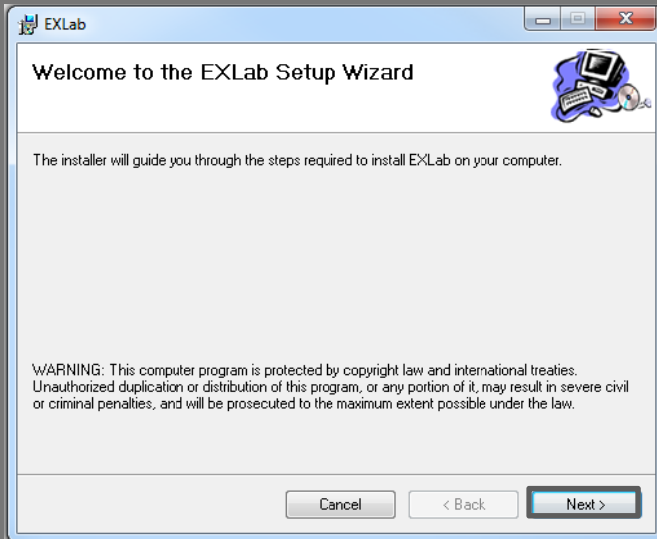 EXLab
Welcome to the EXLab Setup Wizard
The installer will guide you through the steps required to install EXLab on your computer.
WARNING: This computer program is protected by copyright law and international treaties.
Unauthorized duplication or distribution of this program, or any portion of it, may result in severe civil
or criminal penalties, and will be prosecuted to the maximum extent possible under the law.
Cancel < Back Next >